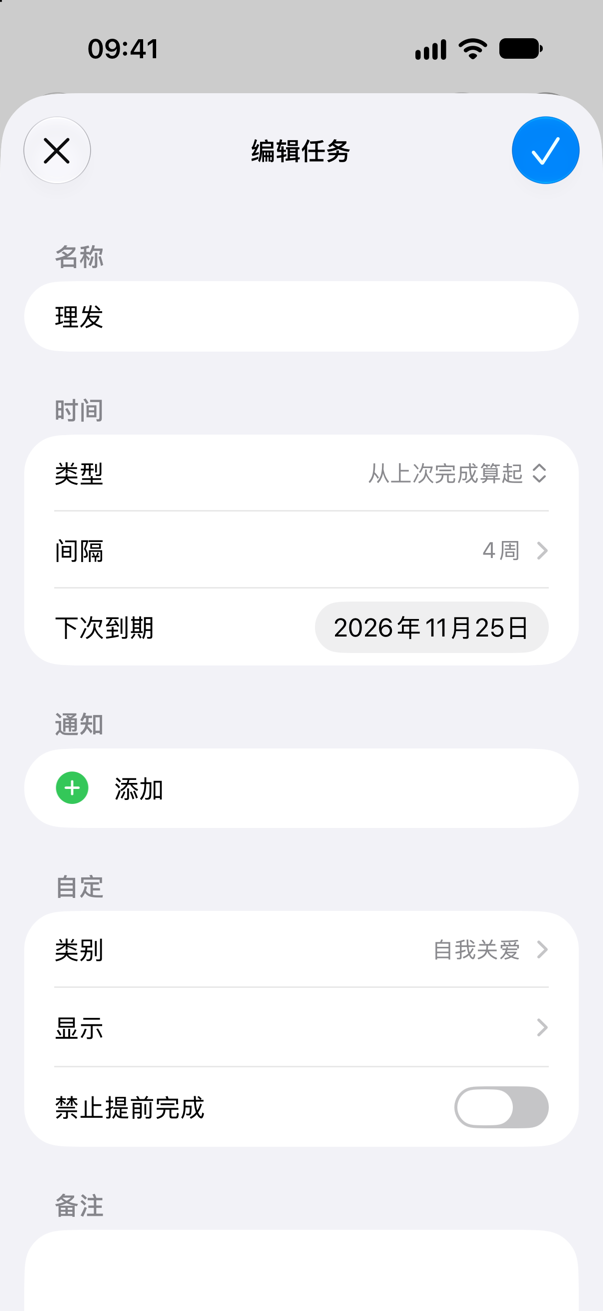 09:41
编辑任务
名称
理发
时间
类型 从上次完成算起
间隔 4周
下次到期 2026年11月25日
通知
添加
自定
类别 自我关爱
显示
禁止提前完成
备注